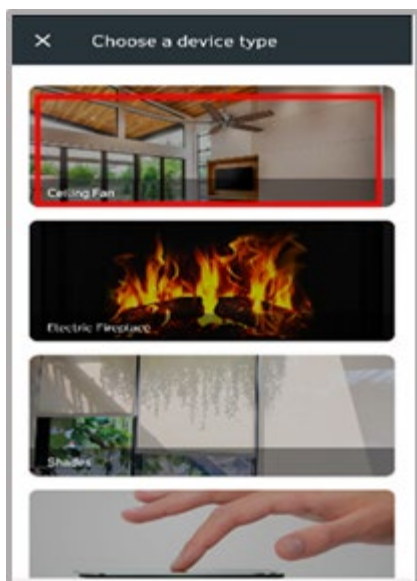 Choose a device type
Ceiling Fan
Electric Fireplace
Shades